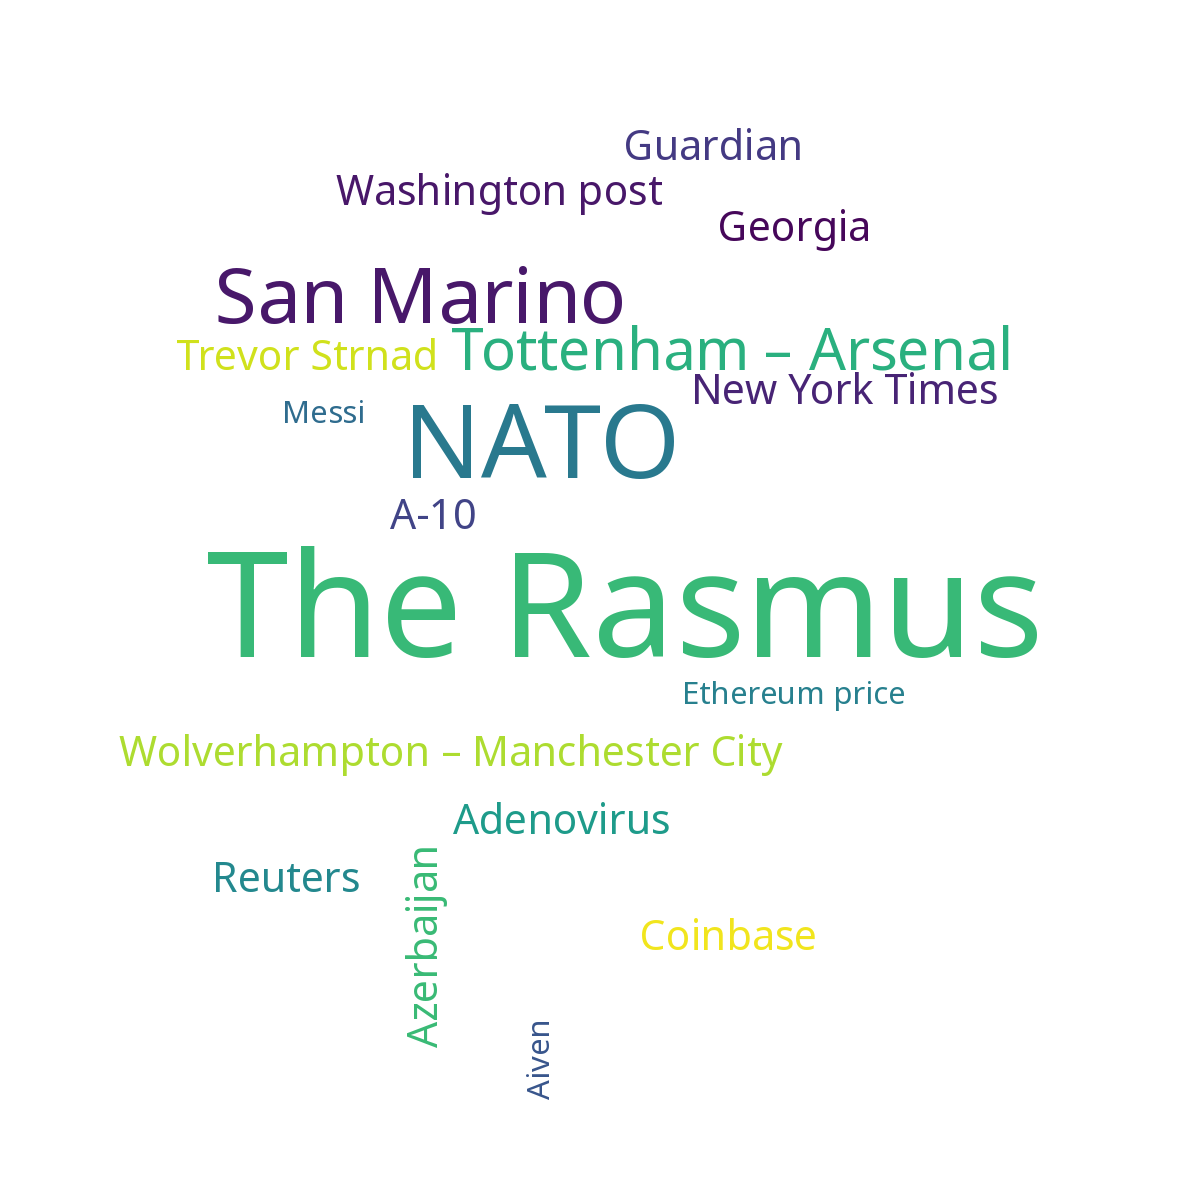 Guardian
Washington post
Georgia
San Marino
Trevor Strnad
Tottenham – Arsenal
New York Times
Messi
NATO
A-10
The Rasmus
Ethereum price
Wolverhampton – Manchester City
Adenovirus
Reuters
Azerbaijan
Coinbase
Aiven